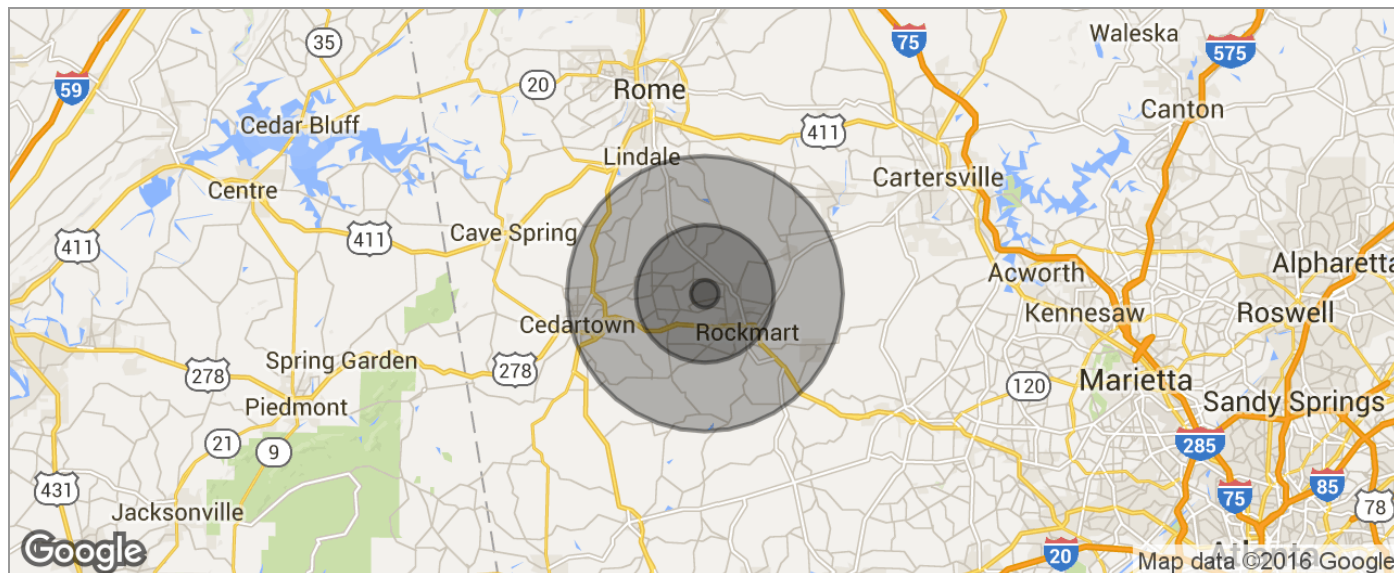 35
75
Waleska
575
59
20
Rome
Canton
Cedar Bluff
411
Lindale
Cartersville
Centre
411
411
Cave Spring
Acworth
Alpharetta
Kennesaw
Roswell
Cedartown
Rockmart
278
Spring Garden
278
120
Marietta
Sandy Springs
Piedmont
21
9
285
431
75
85
78
Jacksonville
Google
20
Atlanta
Map data ©2016 Google